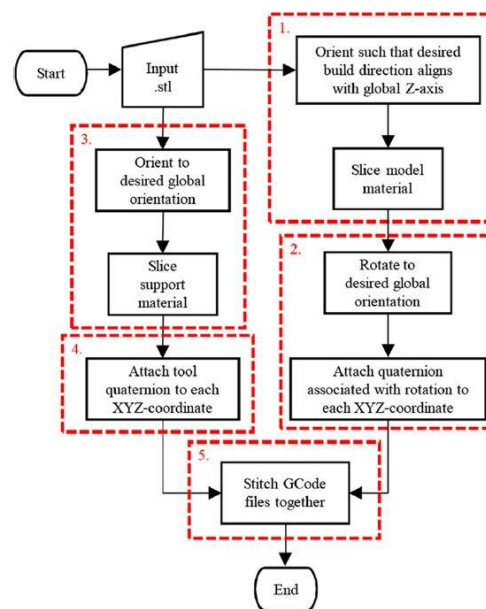 Start
Input
.stl
1.
Orient such that desired
build direction aligns
with global Z-axis
Slice model
material
2.
Rotate to
desired global
orientation
Attach quaternion
associated with rotation to
each XYZ-coordinate
3.
Orient to
desired global
orientation
Slice
support
material
4.
Attach tool
quaternion to each
XYZ-coordinate
5.
Stitch GCode
files together
End